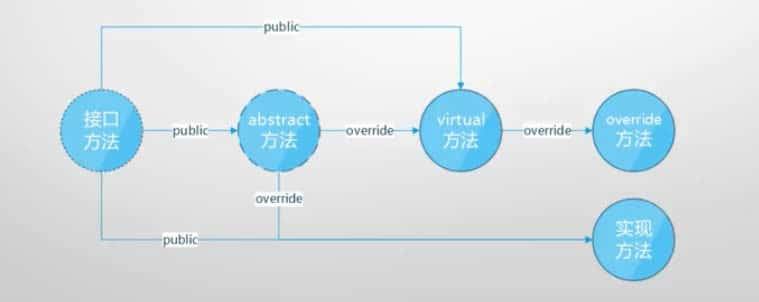 public
接口
方法
public
abstract
方法
override
virtual
方法
override
override
方法
override
public
实现
方法